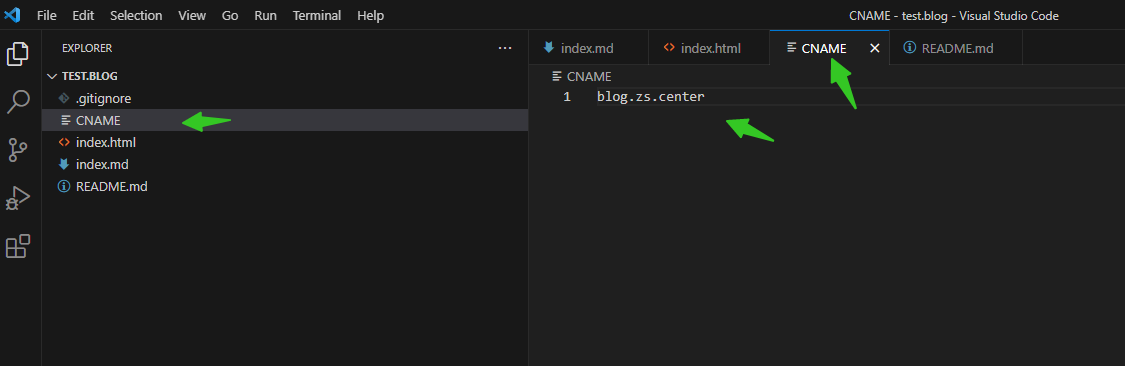 File Edit Selection View Go Run Terminal Help
CNAME - test.blog - Visual Studio Code
EXPLORER
TEST.BLOG
.gitignore
CNAME
index.html
index.md
README.md
index.md
index.html
CNAME
README.md
CNAME
1 blog.zs.center